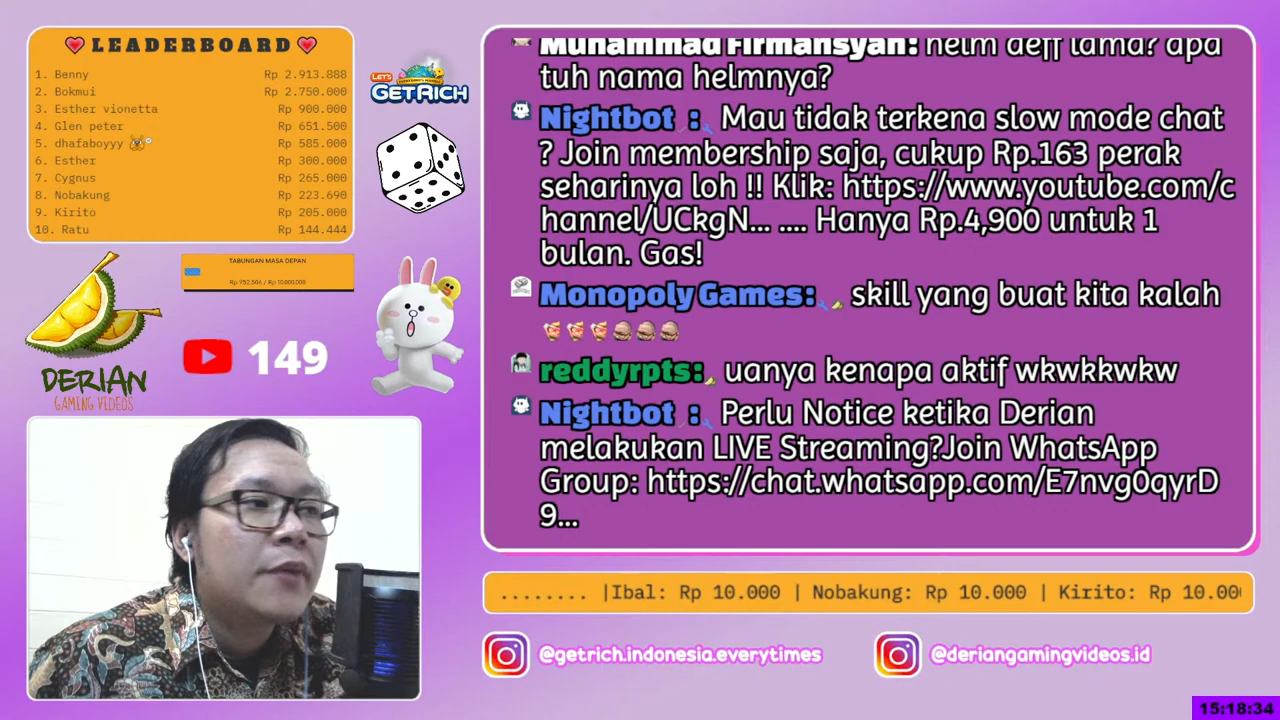 LEADERBOARD
1. Benny Rp 2.913.888
2. Bokmui Rp 2.750.000
3. Esther vionetta Rp 900.000
4. Glen peter Rp 651.500
5. dhafaboyyy Rp 585.000
6. Esther Rp 300.000
7. Cygnus Rp 265.000
8. Nobakung Rp 223.690
9. Kirito Rp 205.000
10. Ratu Rp 144.444
LET'S
GETRICH
TABUNGAN MASA DEPAN
DERIAN
GAMING VIDEOS
149
Muhammad Firmansyah: helm deff lama? apa
tuh nama helmnya?
Nightbot : Mau tidak terkena slow mode chat
? Join membership saja, cukup Rp.163 perak
seharinya loh !! Klik: https://www.youtube.com/c
hannel/UCkgN... .... Hanya Rp.4,900 untuk 1
bulan. Gas!
Monopoly Games: skill yang buat kita kalah
reddyrpts: uanya kenapa aktif wkwkkwkw
Nightbot : Perlu Notice ketika Derian
melakukan LIVE Streaming?Join WhatsApp
Group: https://chat.whatsapp.com/E7nvg0qyrD
9...
........ |Ibal: Rp 10.000 | Nobakung: Rp 10.000 | Kirito: Rp 10.00
@getrich.indonesia.everytimes
@deriangamingvideos.id
15:18:34